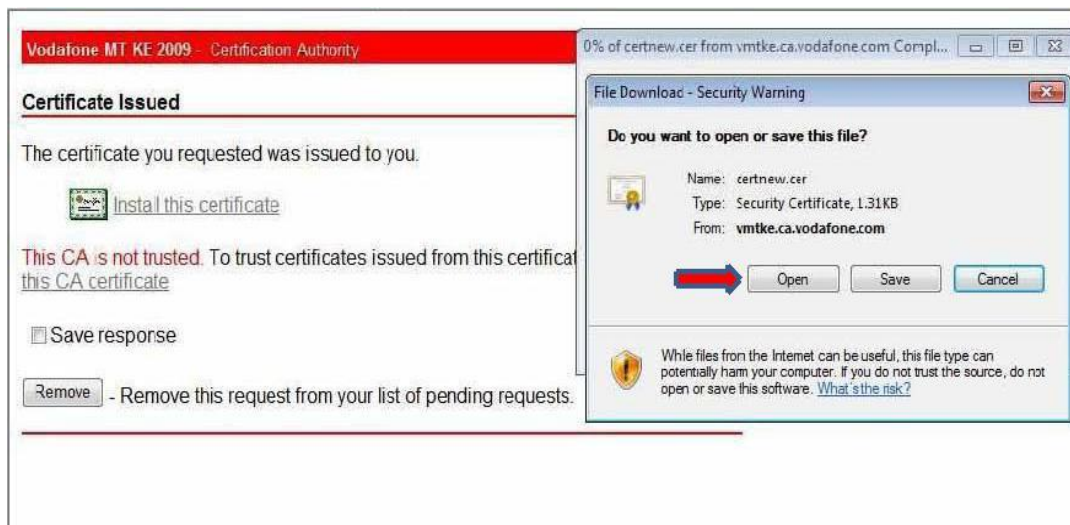 Vodafone MT KE 2009 - Certification Authority
Certificate Issued
The certificate you requested was issued to you.
Install this certificate
This CA is not trusted. To trust certificates issued from this certificat
this CA certificate
Save response
Remove - Remove this request from your list of pending requests.
0% of certnew.cer from vmtke.ca.vodafone.com Compl...
File Download - Security Warning
Do you want to open or save this file?
Name: certnew.cer
Type: Security Certificate, 1.31KB
From: vmtke.ca.vodafone.com
Open Save Cancel
While files from the Internet can be useful, this file type can
potentially harm your computer. If you do not trust the source, do not
open or save this software. What's the risk?